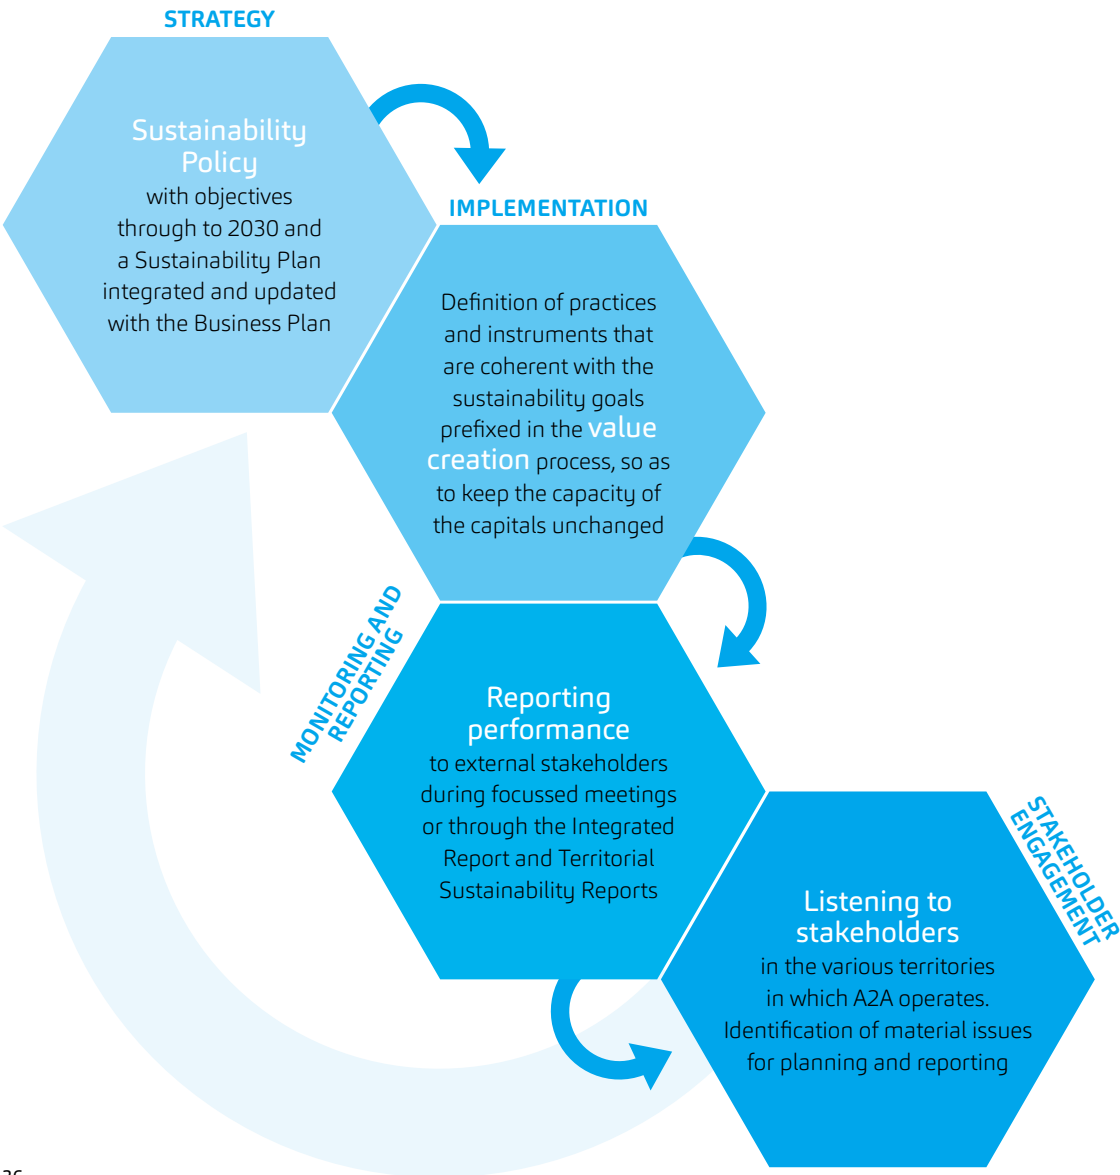 STRATEGY
Sustainability
Policy
with objectives
through to 2030 and
a Sustainability Plan
integrated and updated
with the Business Plan
IMPLEMENTATION
Definition of practices
and instruments that
are coherent with the
sustainability goals
prefixed in the value
creation process, so as
to keep the capacity of
the capitals unchanged
MONITORING AND
REPORTING
Reporting
performance
to external stakeholders
during focussed meetings
or through the Integrated
Report and Territorial
Sustainability Reports
STAKEHOLDER
ENGAGEMENT
Listening to
stakeholders
in the various territories
in which A2A operates.
Identification of material issues
for planning and reporting